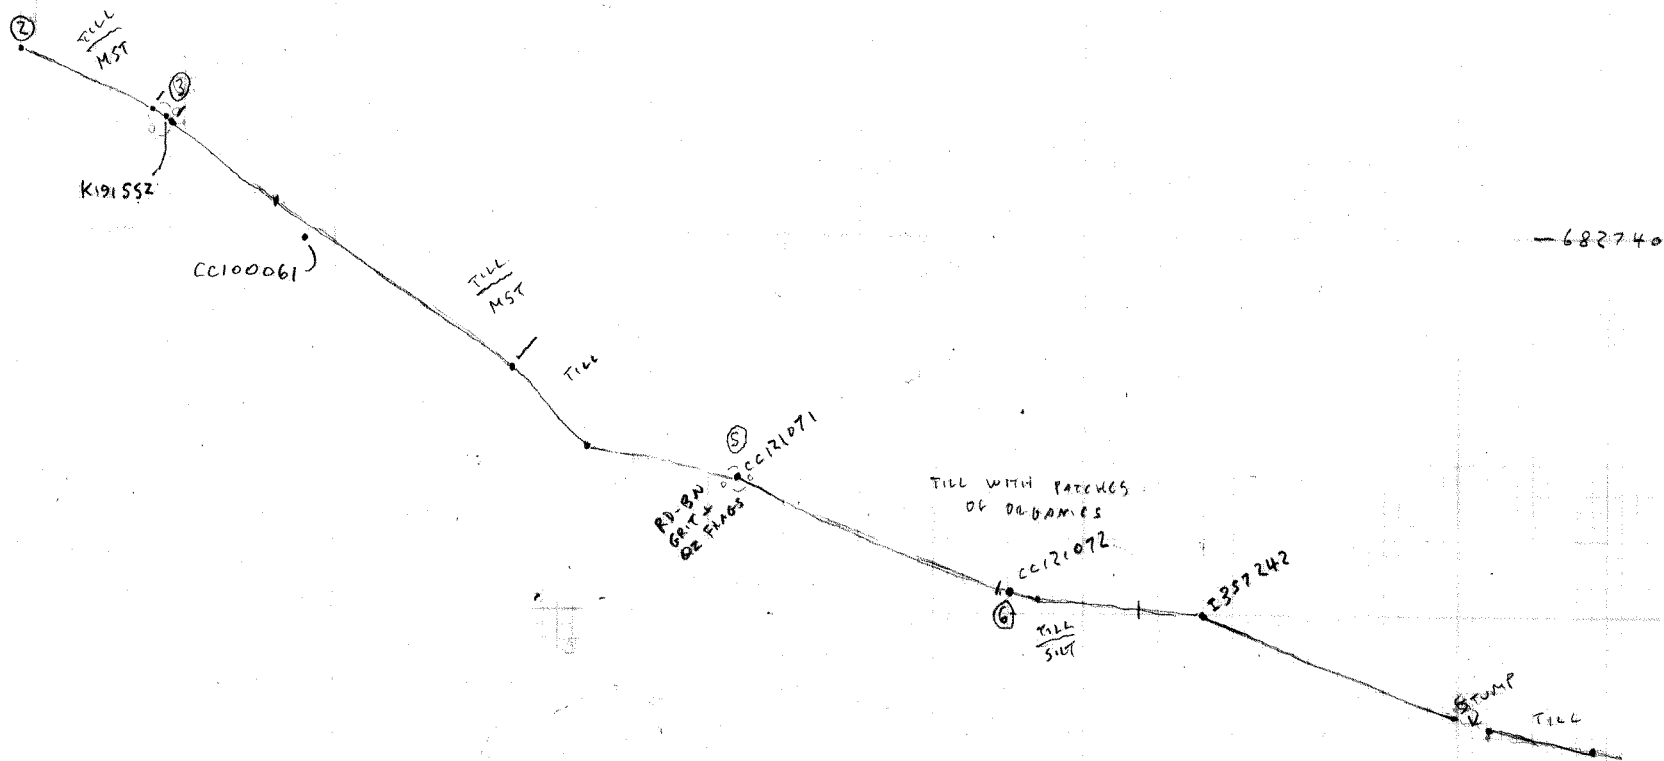 2
TILL
MST
3
K191552
CC100061
TILL
MST
TILL
— 682740
5
CC121071
RD-BN
GRIT +
QZ FLAGS
TILL WITH PATCHES
OF ORGANICS
CC121072
6
TILL
SILT
I357242
STUMP
TILL